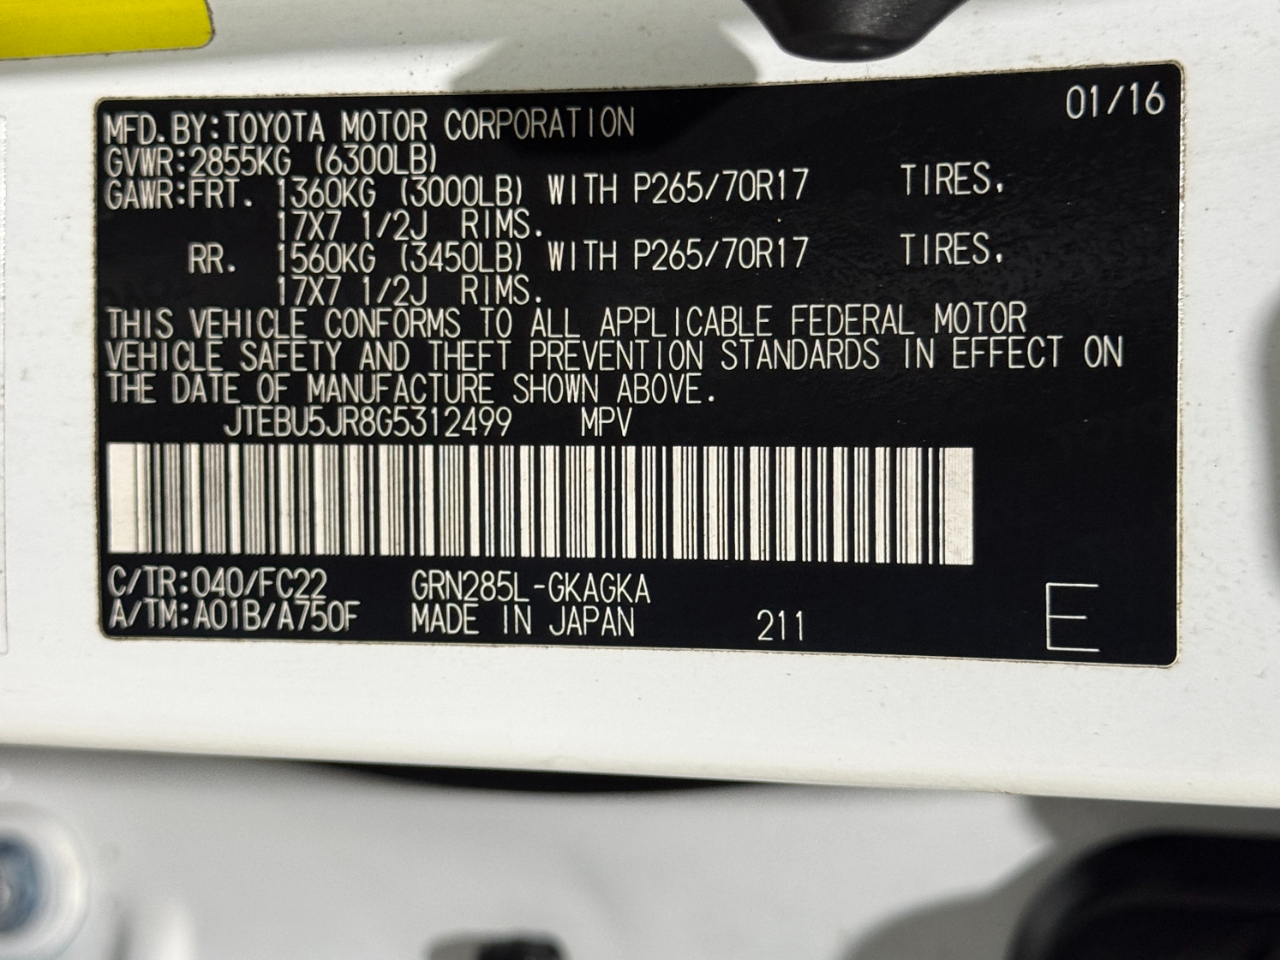 01/16
MFD.BY:TOYOTA MOTOR CORPORATION
GVWR:2855KG (6300LB)
GAWR:FRT. 1360KG (3000LB) WITH P265/70R17 TIRES.
17X7 1/2J RIMS.
RR. 1560KG (3450LB) WITH P265/70R17 TIRES.
17X7 1/2J RIMS.
THIS VEHICLE CONFORMS TO ALL APPLICABLE FEDERAL MOTOR
VEHICLE SAFETY AND THEFT PREVENTION STANDARDS IN EFFECT ON
THE DATE OF MANUFACTURE SHOWN ABOVE.
JTEBU5JR8G5312499 MPV
C/TR:040/FC22 GRN285L-GKAGKA
A/TM:A01B/A750F MADE IN JAPAN 211 E